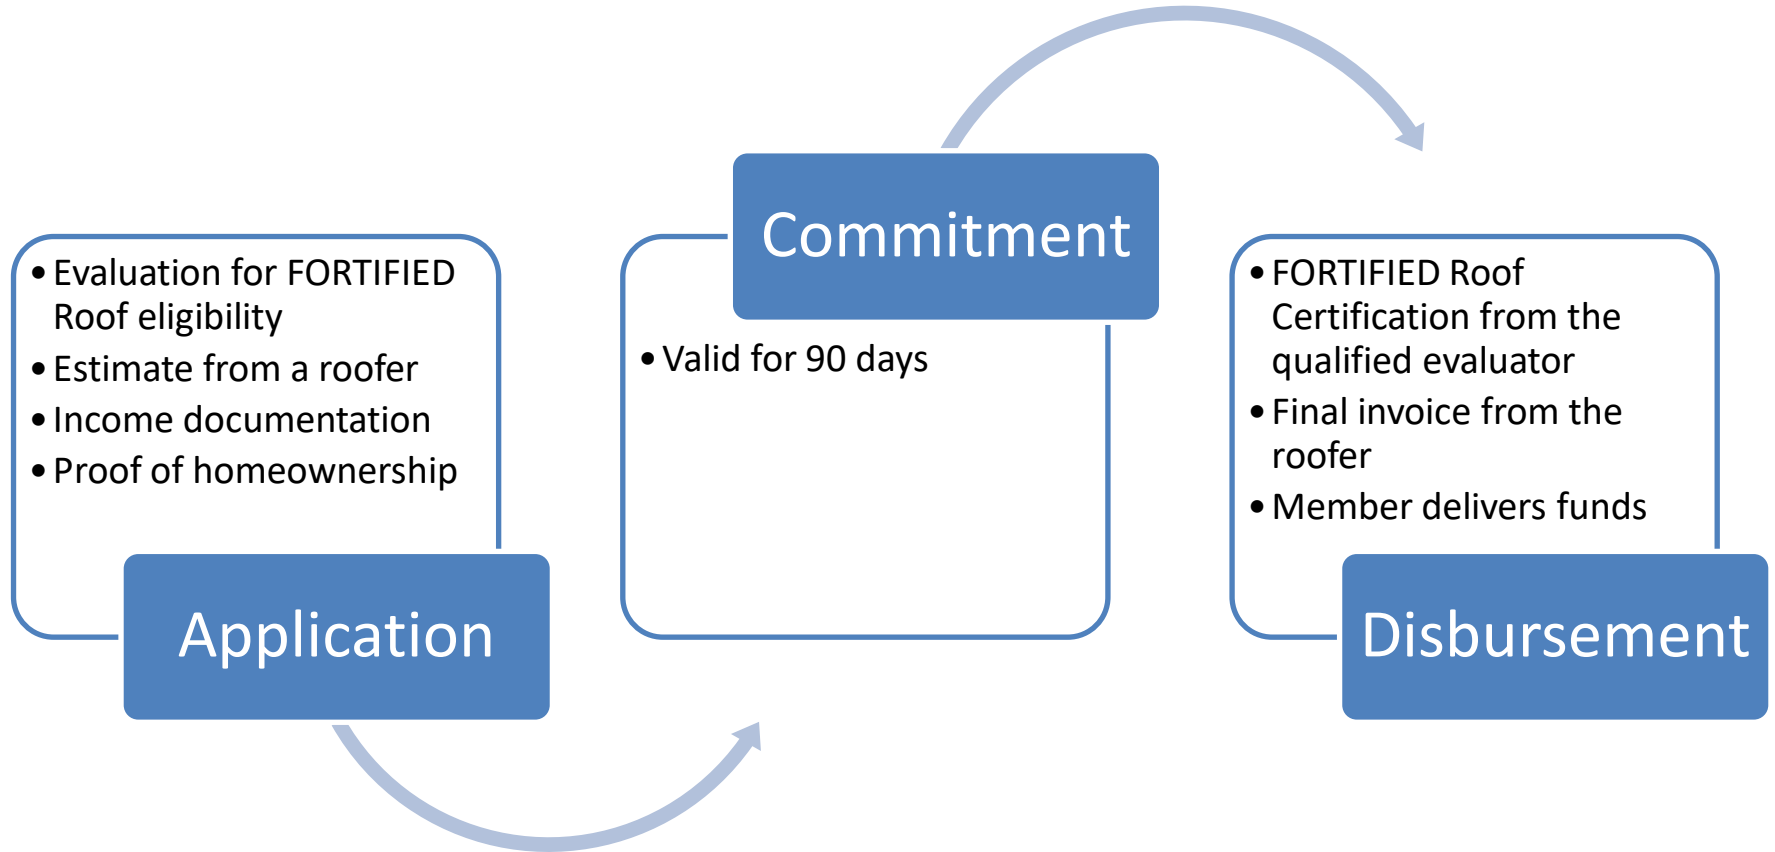 • Evaluation for FORTIFIED
Roof eligibility
• Estimate from a roofer
• Income documentation
• Proof of homeownership
Application
Commitment
• Valid for 90 days
• FORTIFIED Roof
Certification from the
qualified evaluator
• Final invoice from the
roofer
• Member delivers funds
Disbursement